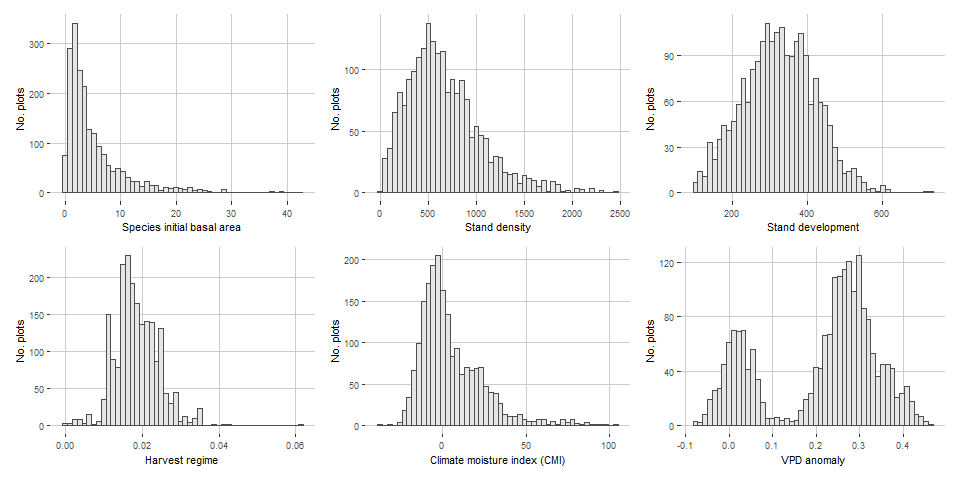 No. plots
300
200
100
0
0 10 20 30 40
Species initial basal area
No. plots
100
50
0
0 500 1000 1500 2000 2500
Stand density
No. plots
90
60
30
0
200 400 600
Stand development
No. plots
200
150
100
50
0
0.00 0.02 0.04 0.06
Harvest regime
No. plots
200
150
100
50
0
0 50 100
Climate moisture index (CMI)
No. plots
120
80
40
0
-0.1 0.0 0.1 0.2 0.3 0.4
VPD anomaly